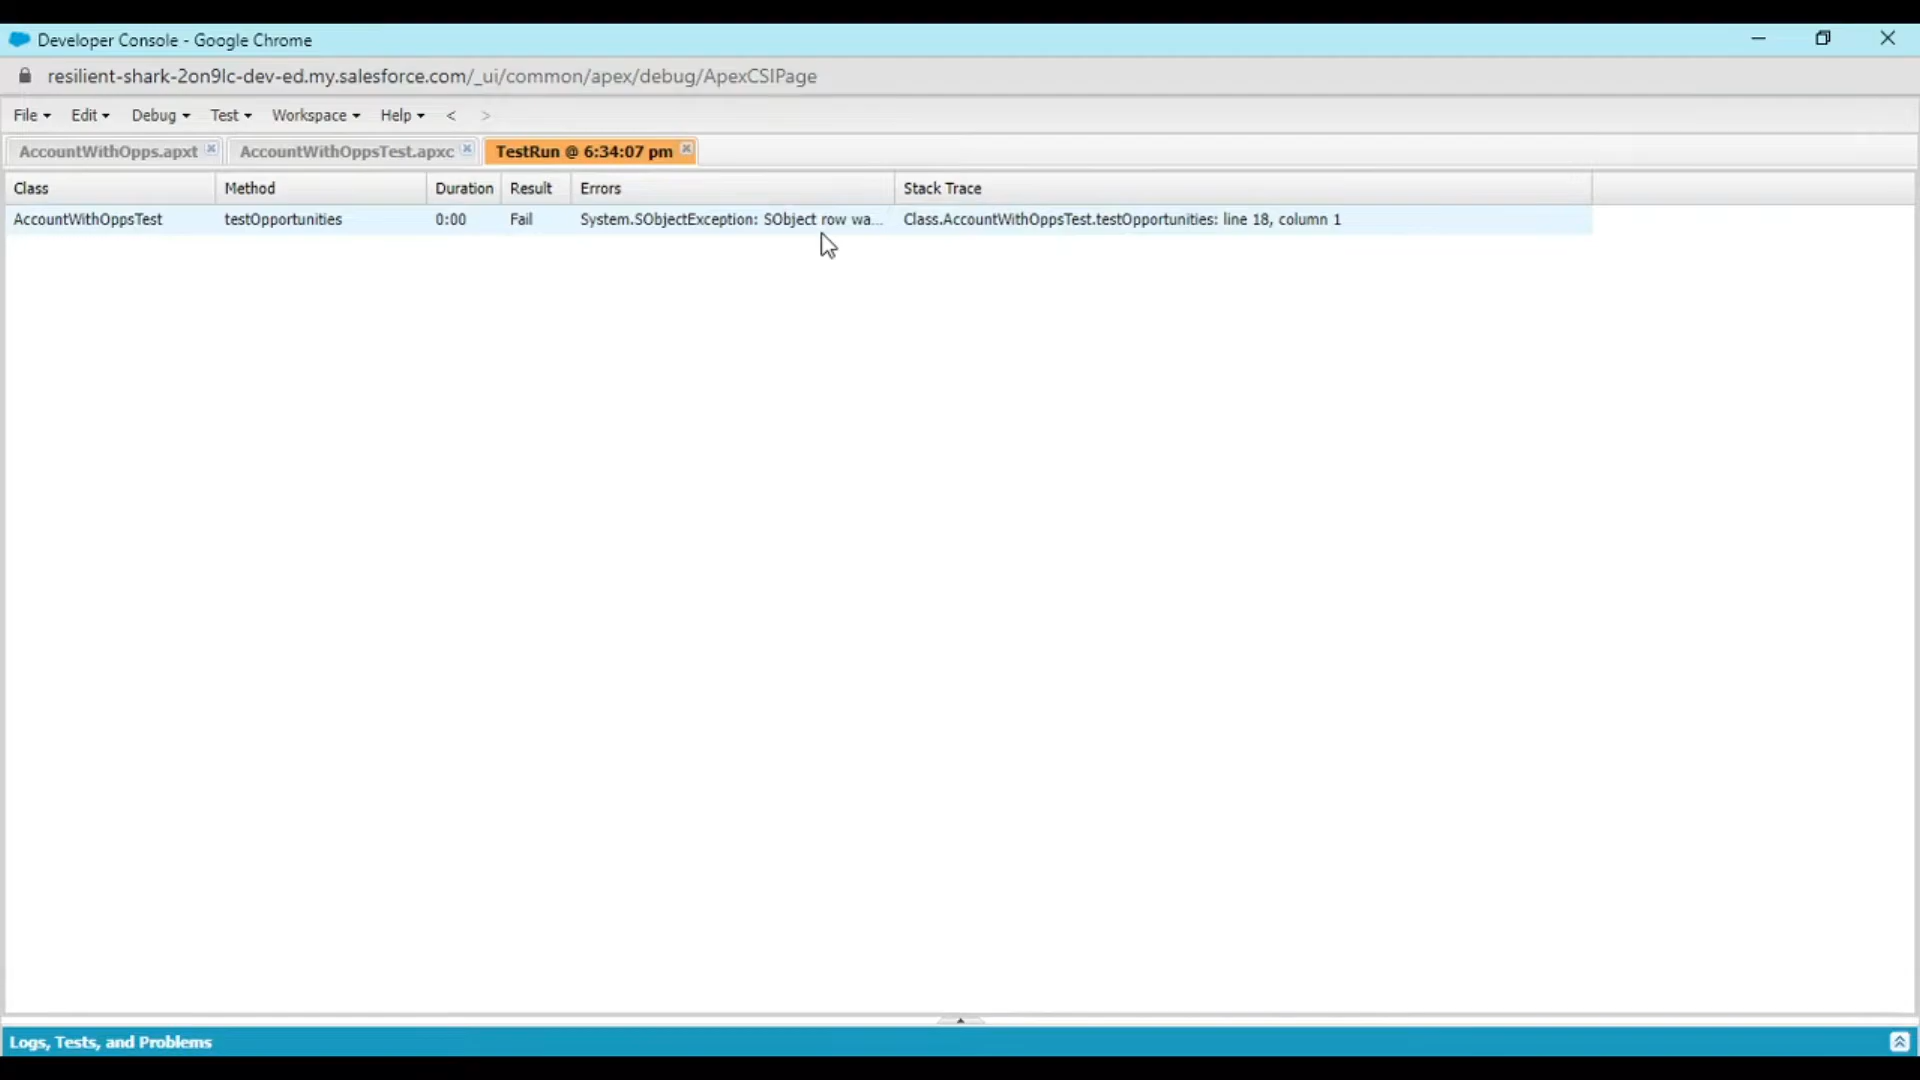 Developer Console - Google Chrome
resilient-shark-2on9lc-dev-ed.my.salesforce.com/_ui/common/apex/debug/ApexCSIPage
File Edit Debug Test Workspace Help < >
AccountWithOpps.apxt AccountWithOppsTest.apxc TestRun @ 6:34:07 pm
Class Method Duration Result Errors Stack Trace
AccountWithOppsTest testOpportunities 0:00 Fail System.SObjectException: SObject row wa... Class.AccountWithOppsTest.testOpportunities: line 18, column 1
Logs, Tests, and Problems